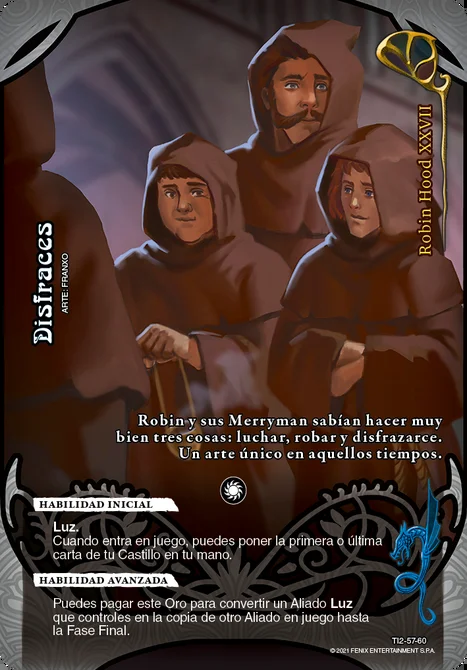 Robin Hood XXVII
Disfraces
ARTE: FRANXO
Robin y sus Merryman sabían hacer muy
bien tres cosas: luchar, robar y disfrazarce.
Un arte único en aquellos tiempos.
HABILIDAD INICIAL
Luz.
Cuando entra en juego, puedes poner la primera o última
carta de tu Castillo en tu mano.
HABILIDAD AVANZADA
Puedes pagar este Oro para convertir un Aliado Luz
que controles en la copia de otro Aliado en juego hasta
la Fase Final.
TI2-57-60
©2021 FENIX ENTERTAINMENT S.P.A.